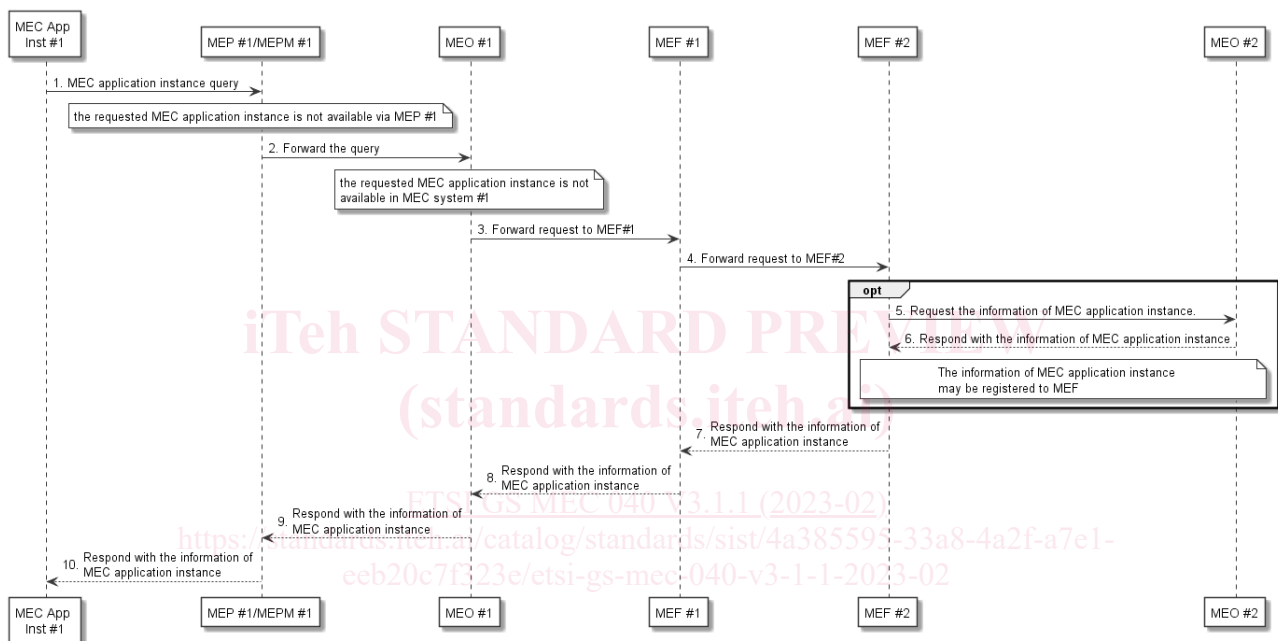 MEC App
Inst #1
MEP #1/MEPM #1
MEO #1
MEF #1
MEF #2
MEO #2
1. MEC application instance query
the requested MEC application instance is not available via MEP #1
2. Forward the query
the requested MEC application instance is not
available in MEC system #1
3. Forward request to MEF#1
4. Forward request to MEF#2
opt
5. Request the information of MEC application instance.
6. Respond with the information of MEC application instance
The information of MEC application instance
may be registered to MEF
iTeh STANDARD PREVIEW
(standards.iteh.ai)
7. Respond with the information of
MEC application instance
8. Respond with the information of
MEC application instance
ETSI GS MEC 040 V3.1.1 (2023-02)
9. Respond with the information of
MEC application instance
https://standards.iteh.ai/catalog/standards/sist/4a385595-33a8-4a2f-a7e1-
10. Respond with the information of
MEC application instance
eeb20c7f323e/etsi-gs-mec-040-v3-1-1-2023-02
MEC App
Inst #1
MEP #1/MEPM #1
MEO #1
MEF #1
MEF #2
MEO #2